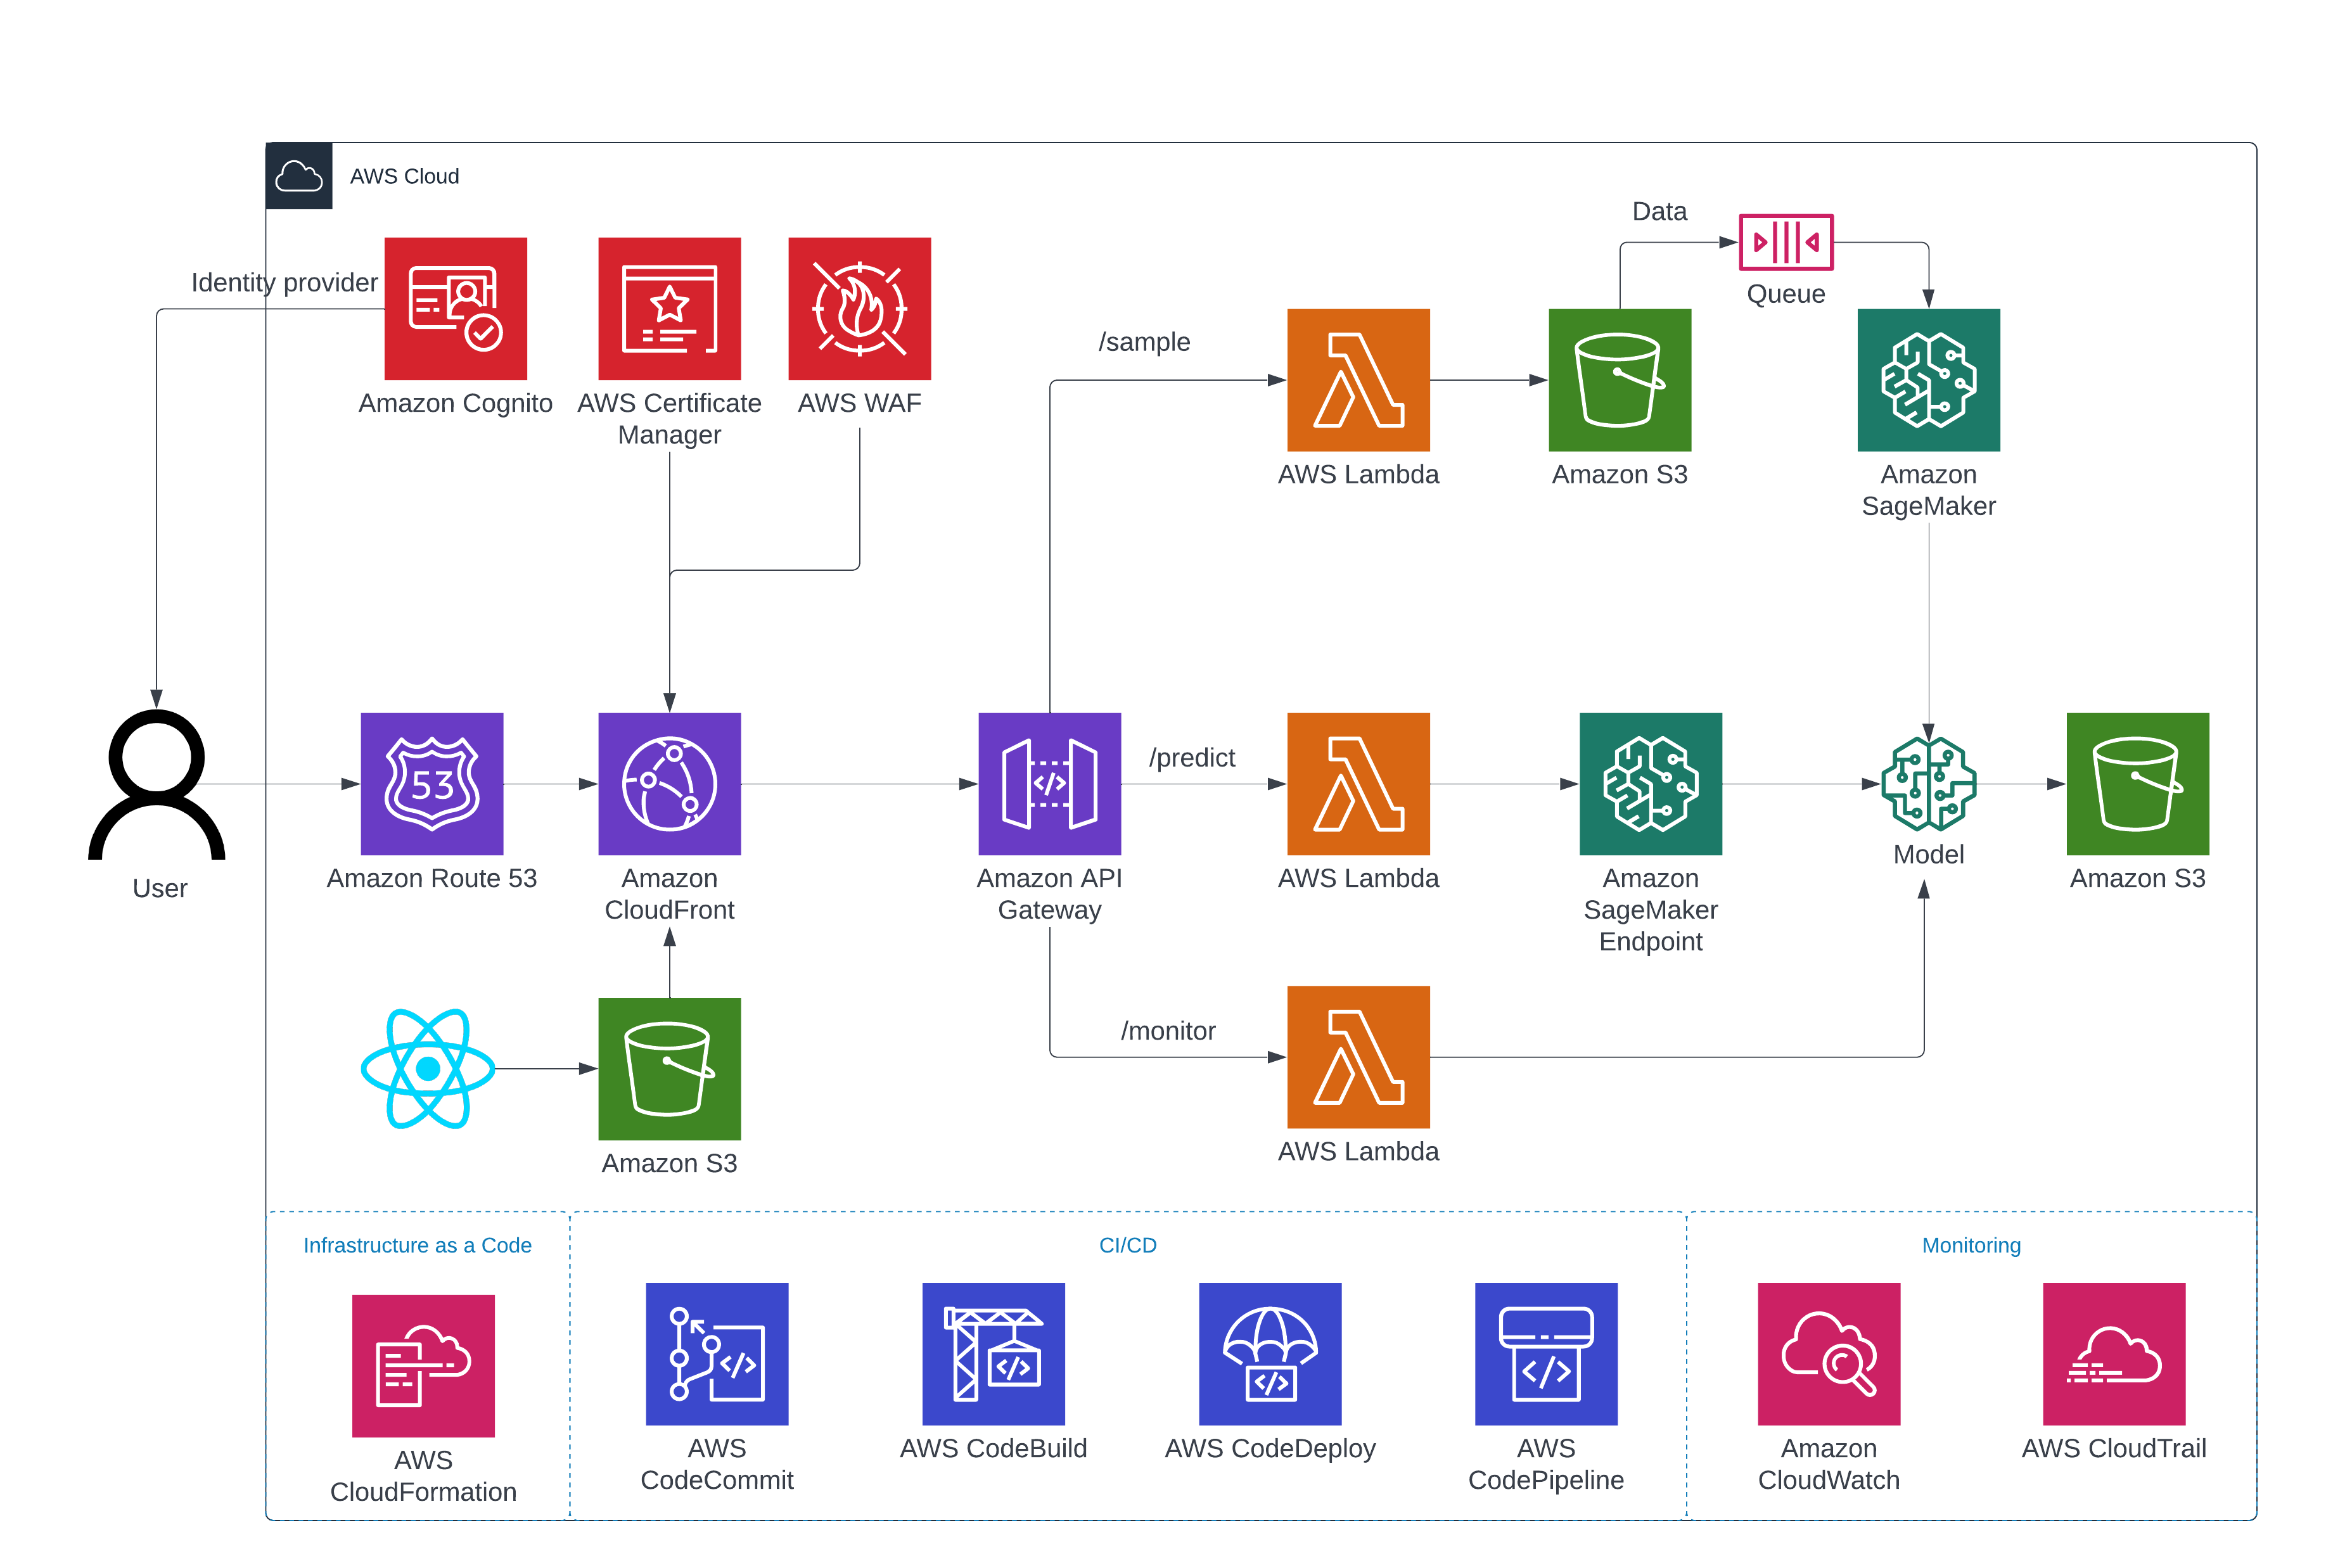 AWS Cloud
Data
Queue
Identity provider
Amazon Cognito
AWS Certificate
Manager
AWS WAF
/sample
AWS Lambda
Amazon S3
Amazon
SageMaker
User
53
Amazon Route 53
Amazon
CloudFront
Amazon API
Gateway
/predict
AWS Lambda
Amazon
SageMaker
Endpoint
Model
Amazon S3
Amazon S3
/monitor
AWS Lambda
Infrastructure as a Code
AWS
CloudFormation
CI/CD
AWS
CodeCommit
AWS CodeBuild
AWS CodeDeploy
AWS
CodePipeline
Monitoring
Amazon
CloudWatch
AWS CloudTrail